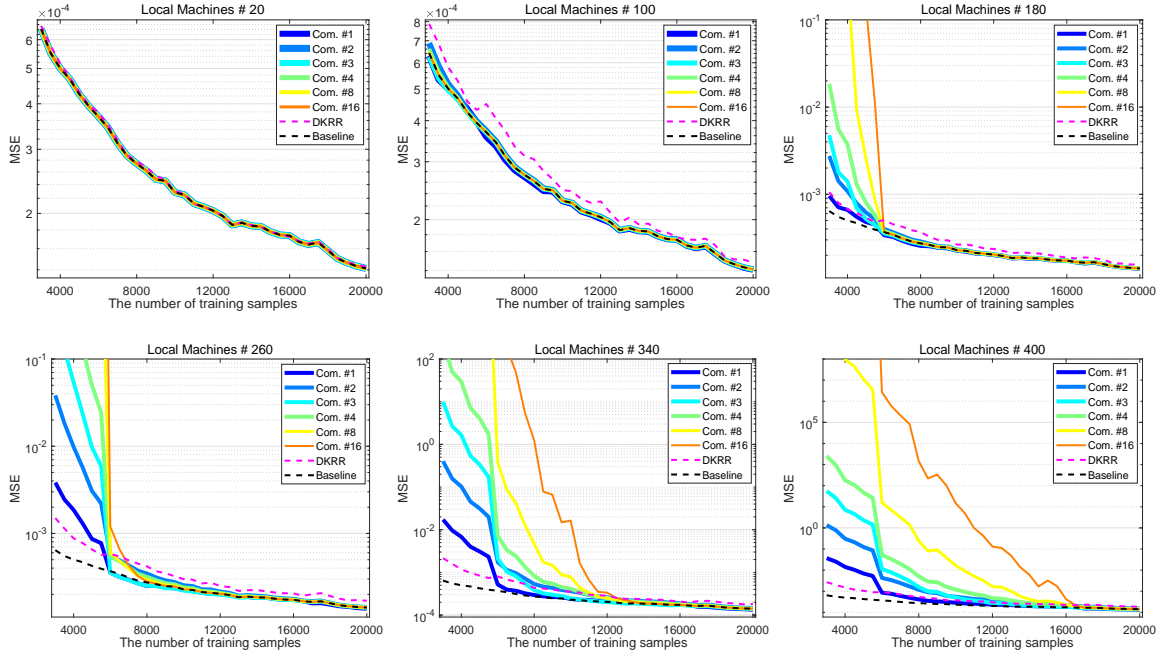 Local Machines # 20
×10⁻⁴
6
5
4
3
2
MSE
4000 8000 12000 16000 20000
The number of training samples
Com. #1
Com. #2
Com. #3
Com. #4
Com. #8
Com. #16
DKRR
Baseline
Local Machines # 100
×10⁻⁴
8
7
6
5
4
3
2
MSE
4000 8000 12000 16000 20000
The number of training samples
Com. #1
Com. #2
Com. #3
Com. #4
Com. #8
Com. #16
DKRR
Baseline
Local Machines # 180
10⁻¹
10⁻²
10⁻³
MSE
4000 8000 12000 16000 20000
The number of training samples
Com. #1
Com. #2
Com. #3
Com. #4
Com. #8
Com. #16
DKRR
Baseline
Local Machines # 260
10⁻¹
10⁻²
10⁻³
MSE
4000 8000 12000 16000 20000
The number of training samples
Com. #1
Com. #2
Com. #3
Com. #4
Com. #8
Com. #16
DKRR
Baseline
Local Machines # 340
10²
10⁰
10⁻²
10⁻⁴
MSE
4000 8000 12000 16000 20000
The number of training samples
Com. #1
Com. #2
Com. #3
Com. #4
Com. #8
Com. #16
DKRR
Baseline
Local Machines # 400
10⁵
10⁰
MSE
4000 8000 12000 16000 20000
The number of training samples
Com. #1
Com. #2
Com. #3
Com. #4
Com. #8
Com. #16
DKRR
Baseline